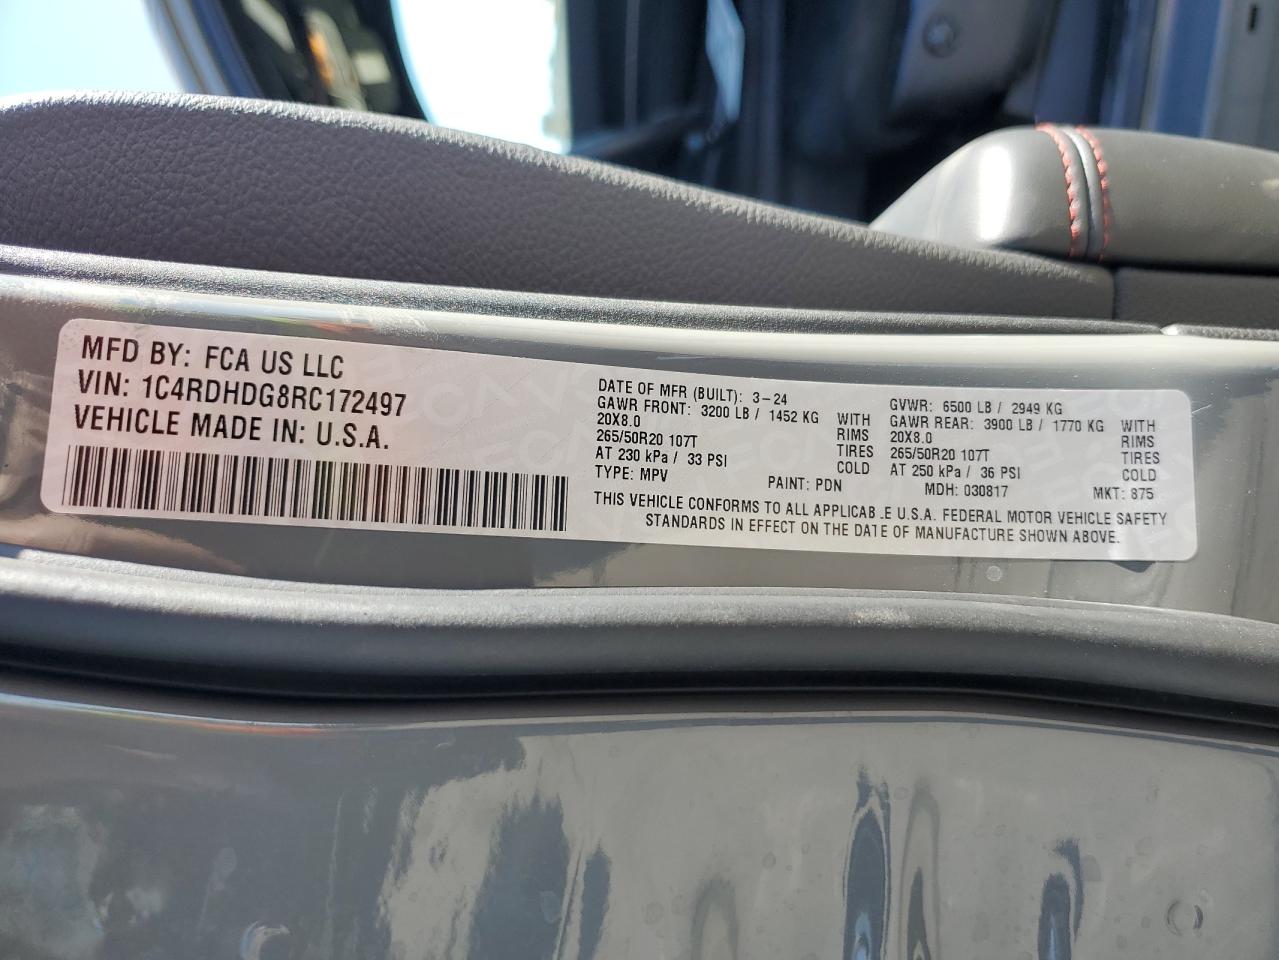 MFD BY: FCA US LLC
VIN: 1C4RDHDG8RC172497
VEHICLE MADE IN: U.S.A.
DATE OF MFR (BUILT): 3-24
GAWR FRONT: 3200 LB / 1452 KG WITH
20X8.0 RIMS
265/50R20 107T TIRES
AT 230 kPa / 33 PSI COLD
TYPE: MPV PAINT: PDN
GVWR: 6500 LB / 2949 KG
GAWR REAR: 3900 LB / 1770 KG WITH
20X8.0 RIMS
265/50R20 107T TIRES
AT 250 kPa / 36 PSI COLD
MDH: 030817 MKT: 875
THIS VEHICLE CONFORMS TO ALL APPLICAB.E U.S.A. FEDERAL MOTOR VEHICLE SAFETY
STANDARDS IN EFFECT ON THE DATE OF MANUFACTURE SHOWN ABOVE.